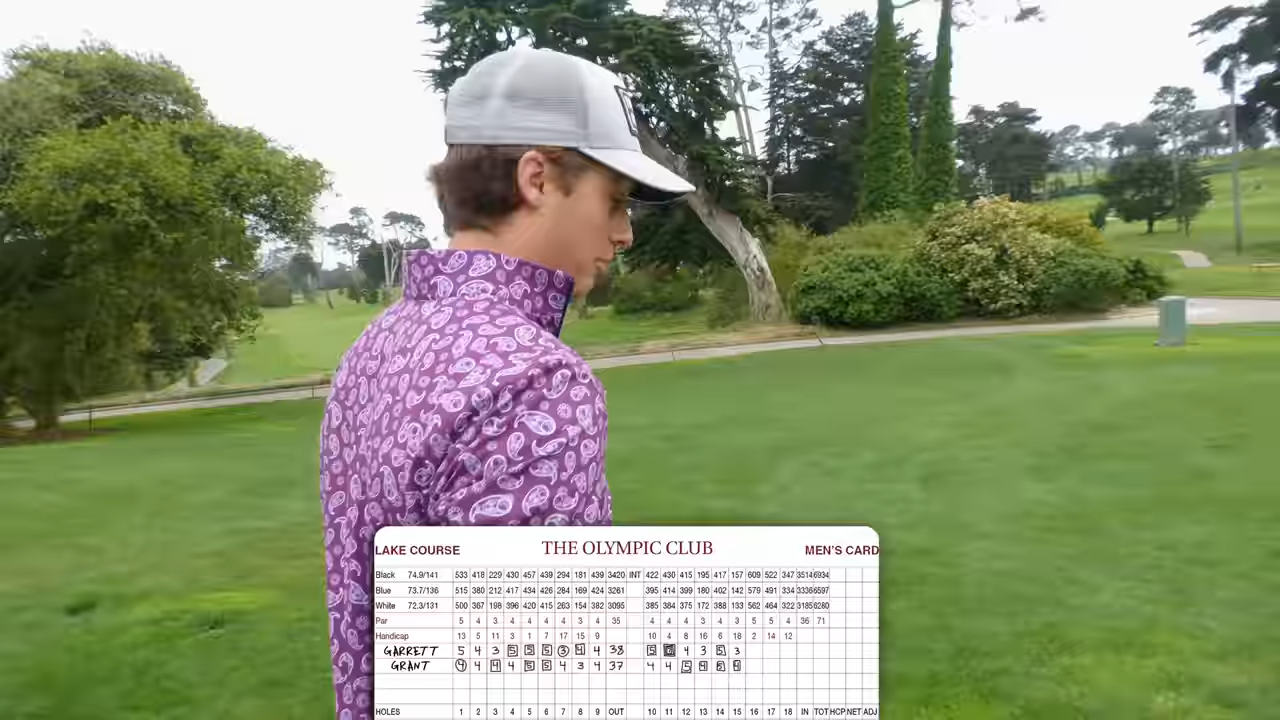 LAKE COURSE THE OLYMPIC CLUB MEN'S CARD
Black 74.9/141 533 418 229 430 457 439 294 181 439 3420 INT 422 430 415 195 417 157 609 522 347 3514 6934
Blue 73.7/136 515 380 212 417 434 426 284 169 424 3261 395 414 399 180 402 142 579 491 334 3336 6597
White 72.3/131 500 367 198 396 420 415 263 154 382 3095 385 384 375 172 388 133 562 464 322 3185 6280
Par 5 4 3 4 4 4 4 3 4 35 4 4 4 3 4 3 5 5 4 36 71
Handicap 13 5 11 3 1 7 17 15 9 10 4 8 16 6 18 2 14 12
GARRETT 5 4 3 5 5 5 3 4 4 38 5 6 4 3 5 3
GRANT 4 4 4 4 5 5 4 3 4 37 4 4 5 4 4
HOLES 1 2 3 4 5 6 7 8 9 OUT 10 11 12 13 14 15 16 17 18 IN TOT HCP NET ADJ